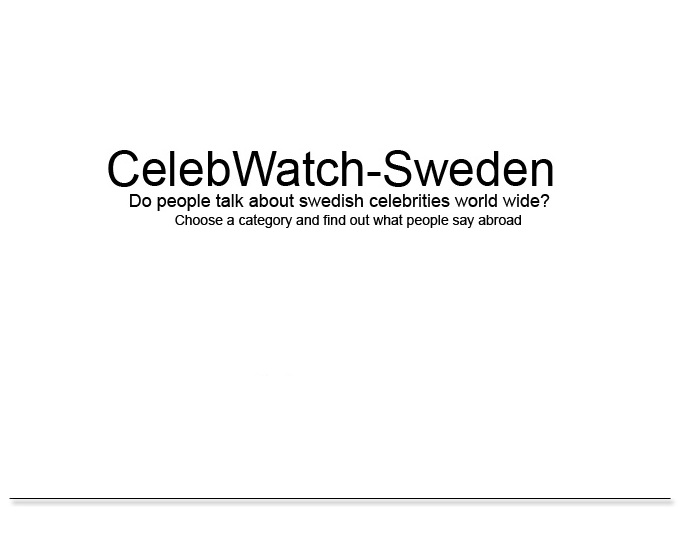 CelebWatch-Sweden
Do people talk about swedish celebrities world wide?
Choose a category and find out what people say abroad